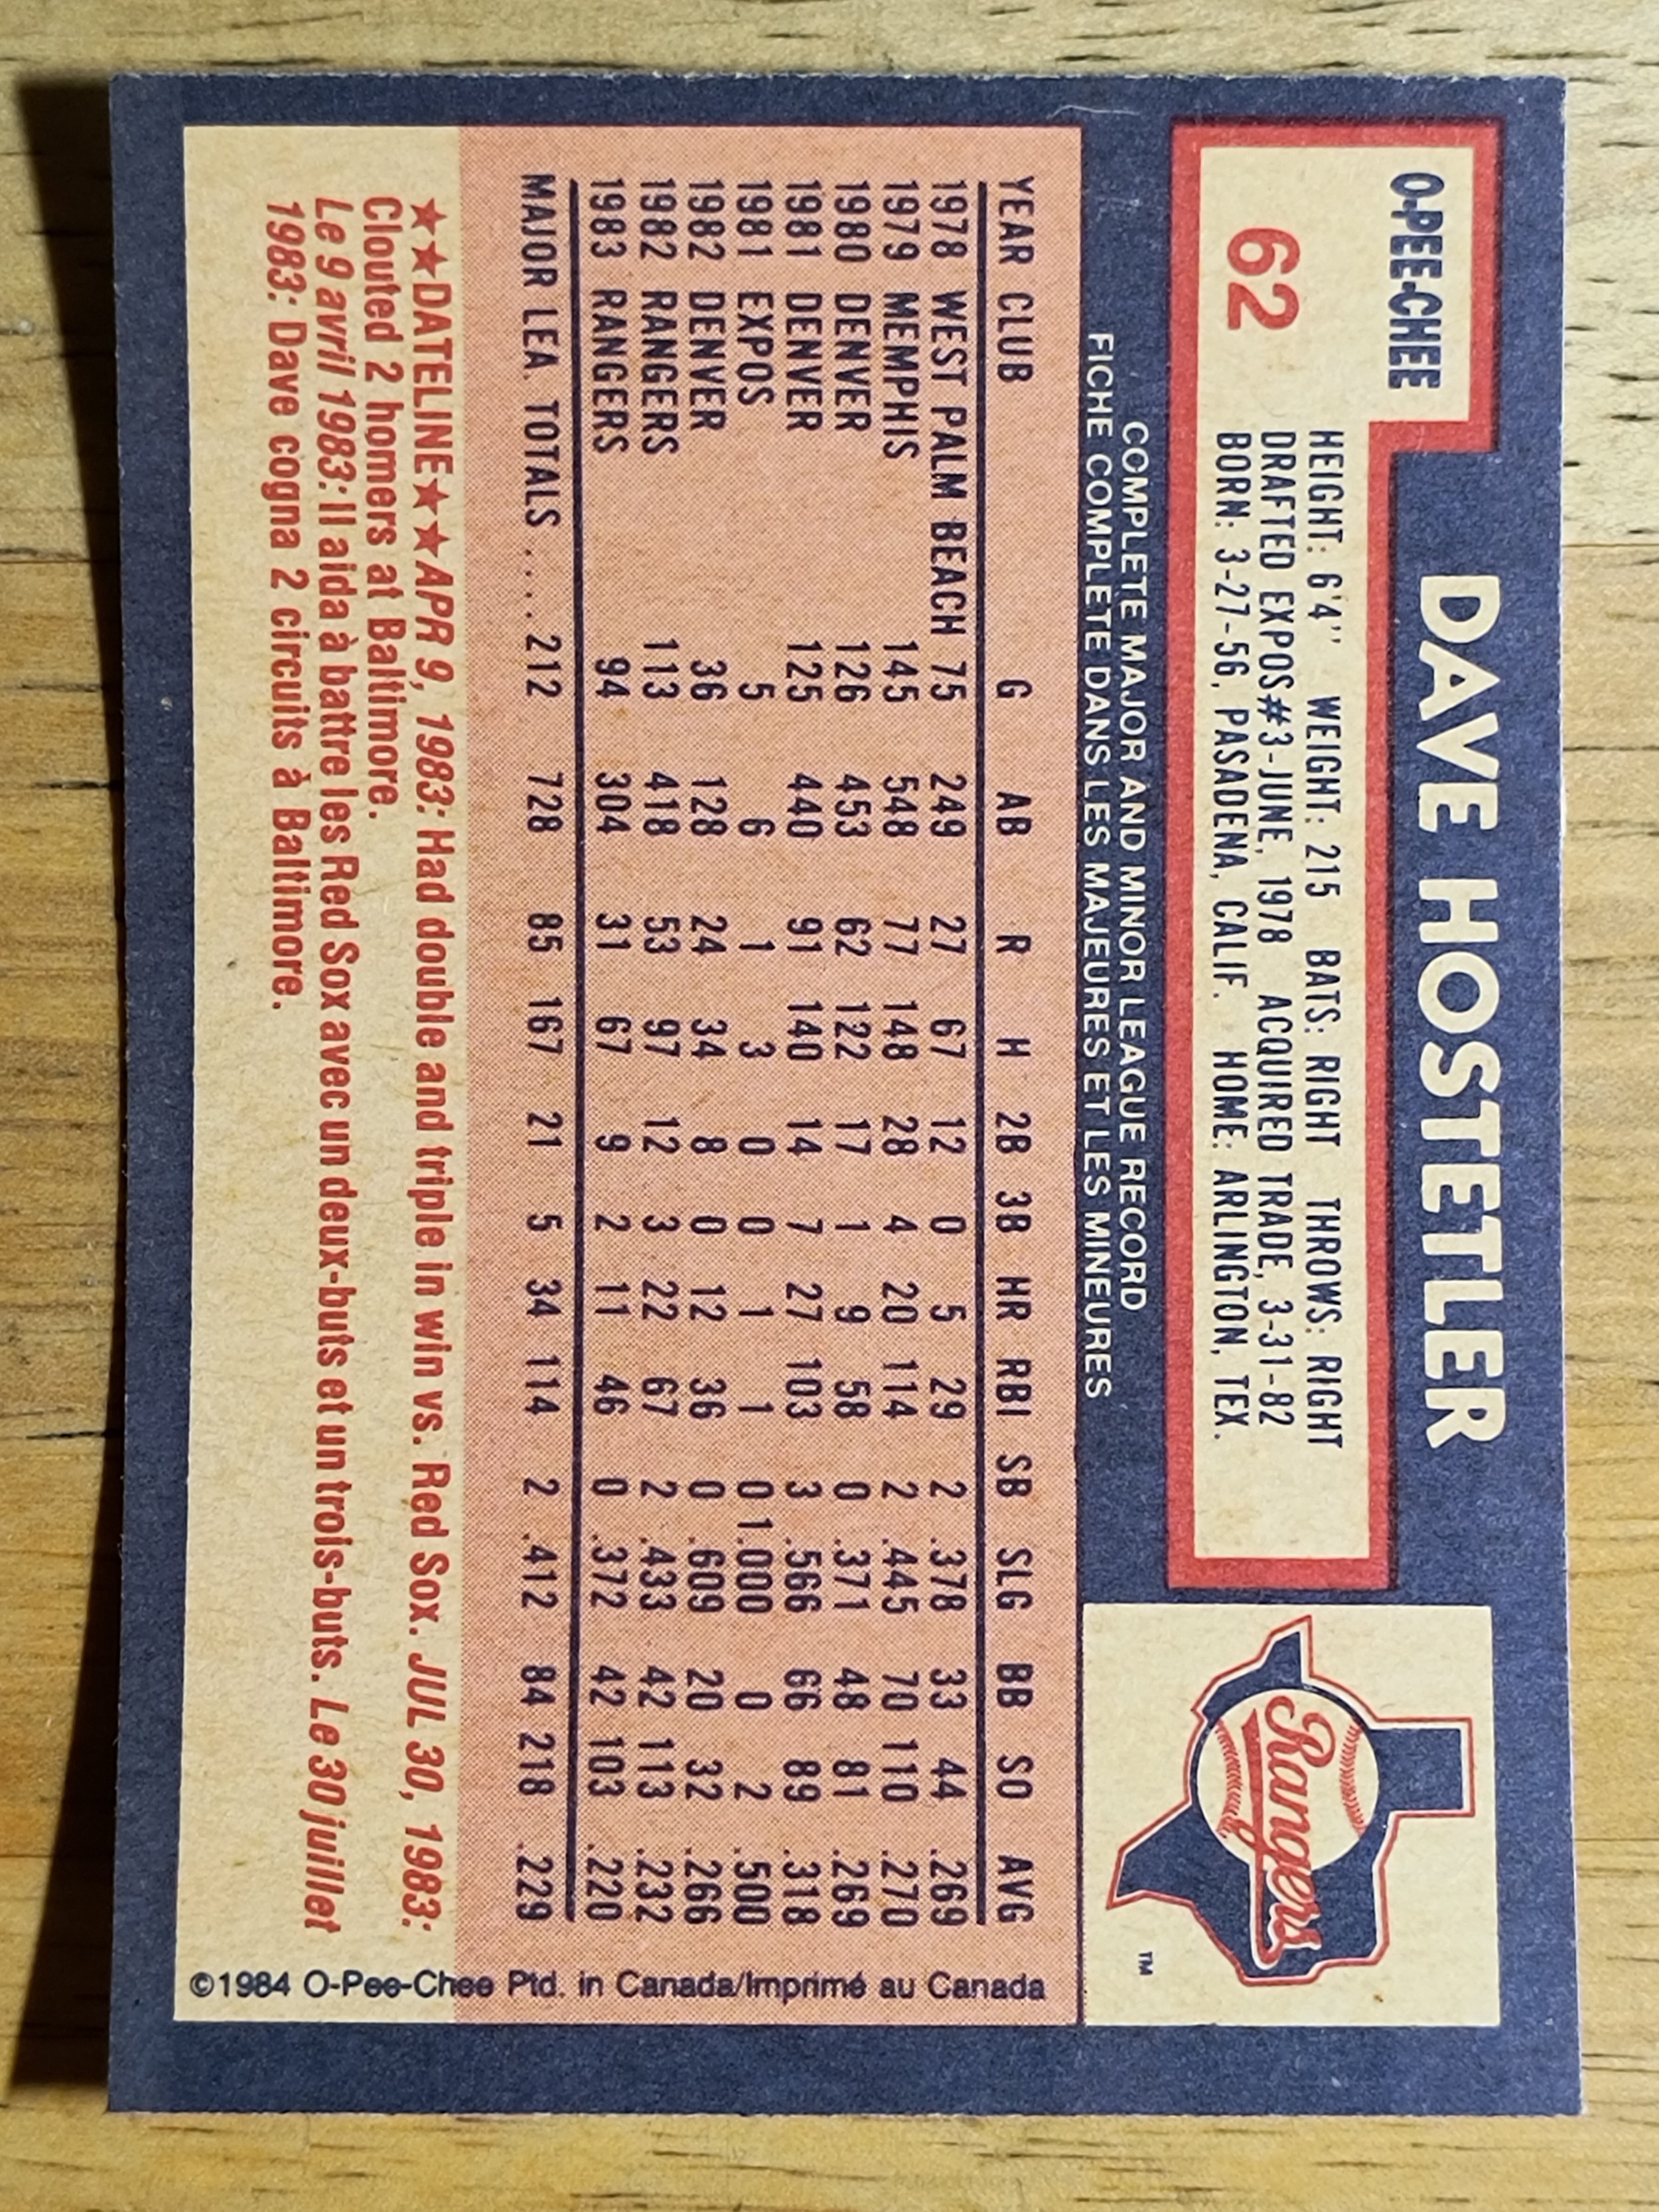 O-PEE-CHEE
DAVE HOSTETLER
62
HEIGHT: 6'4" WEIGHT: 215 BATS: RIGHT THROWS: RIGHT
DRAFTED EXPOS#3-JUNE, 1978 ACQUIRED TRADE, 3-31-82
BORN: 3-27-56, PASADENA, CALIF. HOME: ARLINGTON, TEX.
Rangers
TM
COMPLETE MAJOR AND MINOR LEAGUE RECORD
FICHE COMPLETE DANS LES MAJEURES ET LES MINEURES
YEAR CLUB G AB R H 2B 3B HR RBI SB SLG BB SO AVG
1978 WEST PALM BEACH 75 249 27 67 12 0 5 29 2 .378 33 44 .269
1979 MEMPHIS 145 548 77 148 28 4 20 114 2 .445 70 110 .270
1980 DENVER 126 453 62 122 17 1 9 58 0 .371 48 81 .269
1981 DENVER 125 440 91 140 14 7 27 103 3 .566 66 89 .318
1981 EXPOS 5 6 1 3 0 0 1 1 0 1.000 0 2 .500
1982 DENVER 36 128 24 34 8 0 12 36 0 .609 20 32 .266
1982 RANGERS 113 418 53 97 12 3 22 67 2 .433 42 113 .232
1983 RANGERS 94 304 31 67 9 2 11 46 0 .372 42 103 .220
MAJOR LEA. TOTALS ..... 212 728 85 167 21 5 34 114 2 .412 84 218 .229
★★DATELINE★★APR 9, 1983: Had double and triple in win vs. Red Sox. JUL 30, 1983:
Clouted 2 homers at Baltimore.
Le 9 avril 1983: Il aida à battre les Red Sox avec un deux-buts et un trois-buts. Le 30 juillet
1983: Dave cogna 2 circuits à Baltimore.
©1984 O-Pee-Chee Ptd. in Canada/Imprimé au Canada